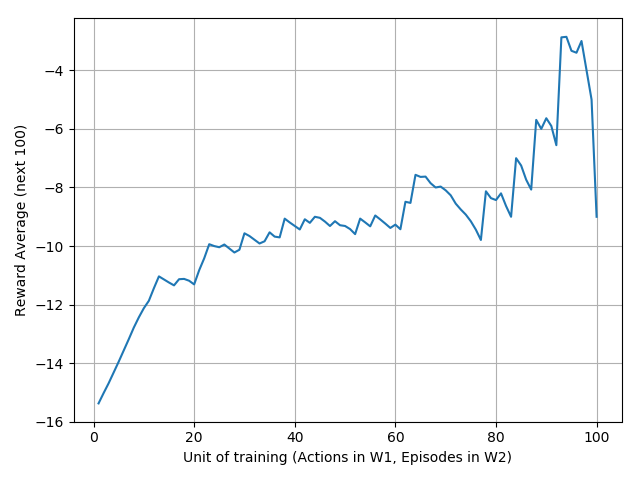 Reward Average (next 100)
−4
−6
−8
−10
−12
−14
−16
0 20 40 60 80 100
Unit of training (Actions in W1, Episodes in W2)